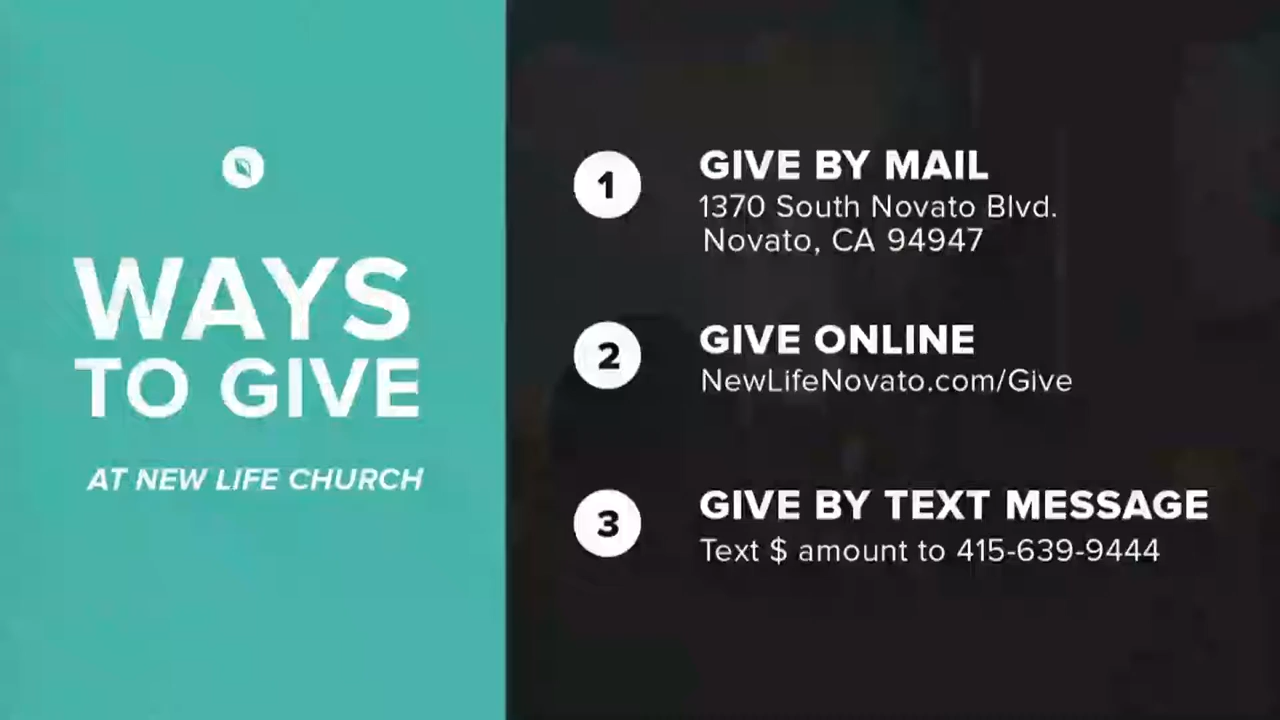 WAYS
TO GIVE
AT NEW LIFE CHURCH
1
GIVE BY MAIL
1370 South Novato Blvd.
Novato, CA 94947
2
GIVE ONLINE
NewLifeNovato.com/Give
3
GIVE BY TEXT MESSAGE
Text $ amount to 415-639-9444